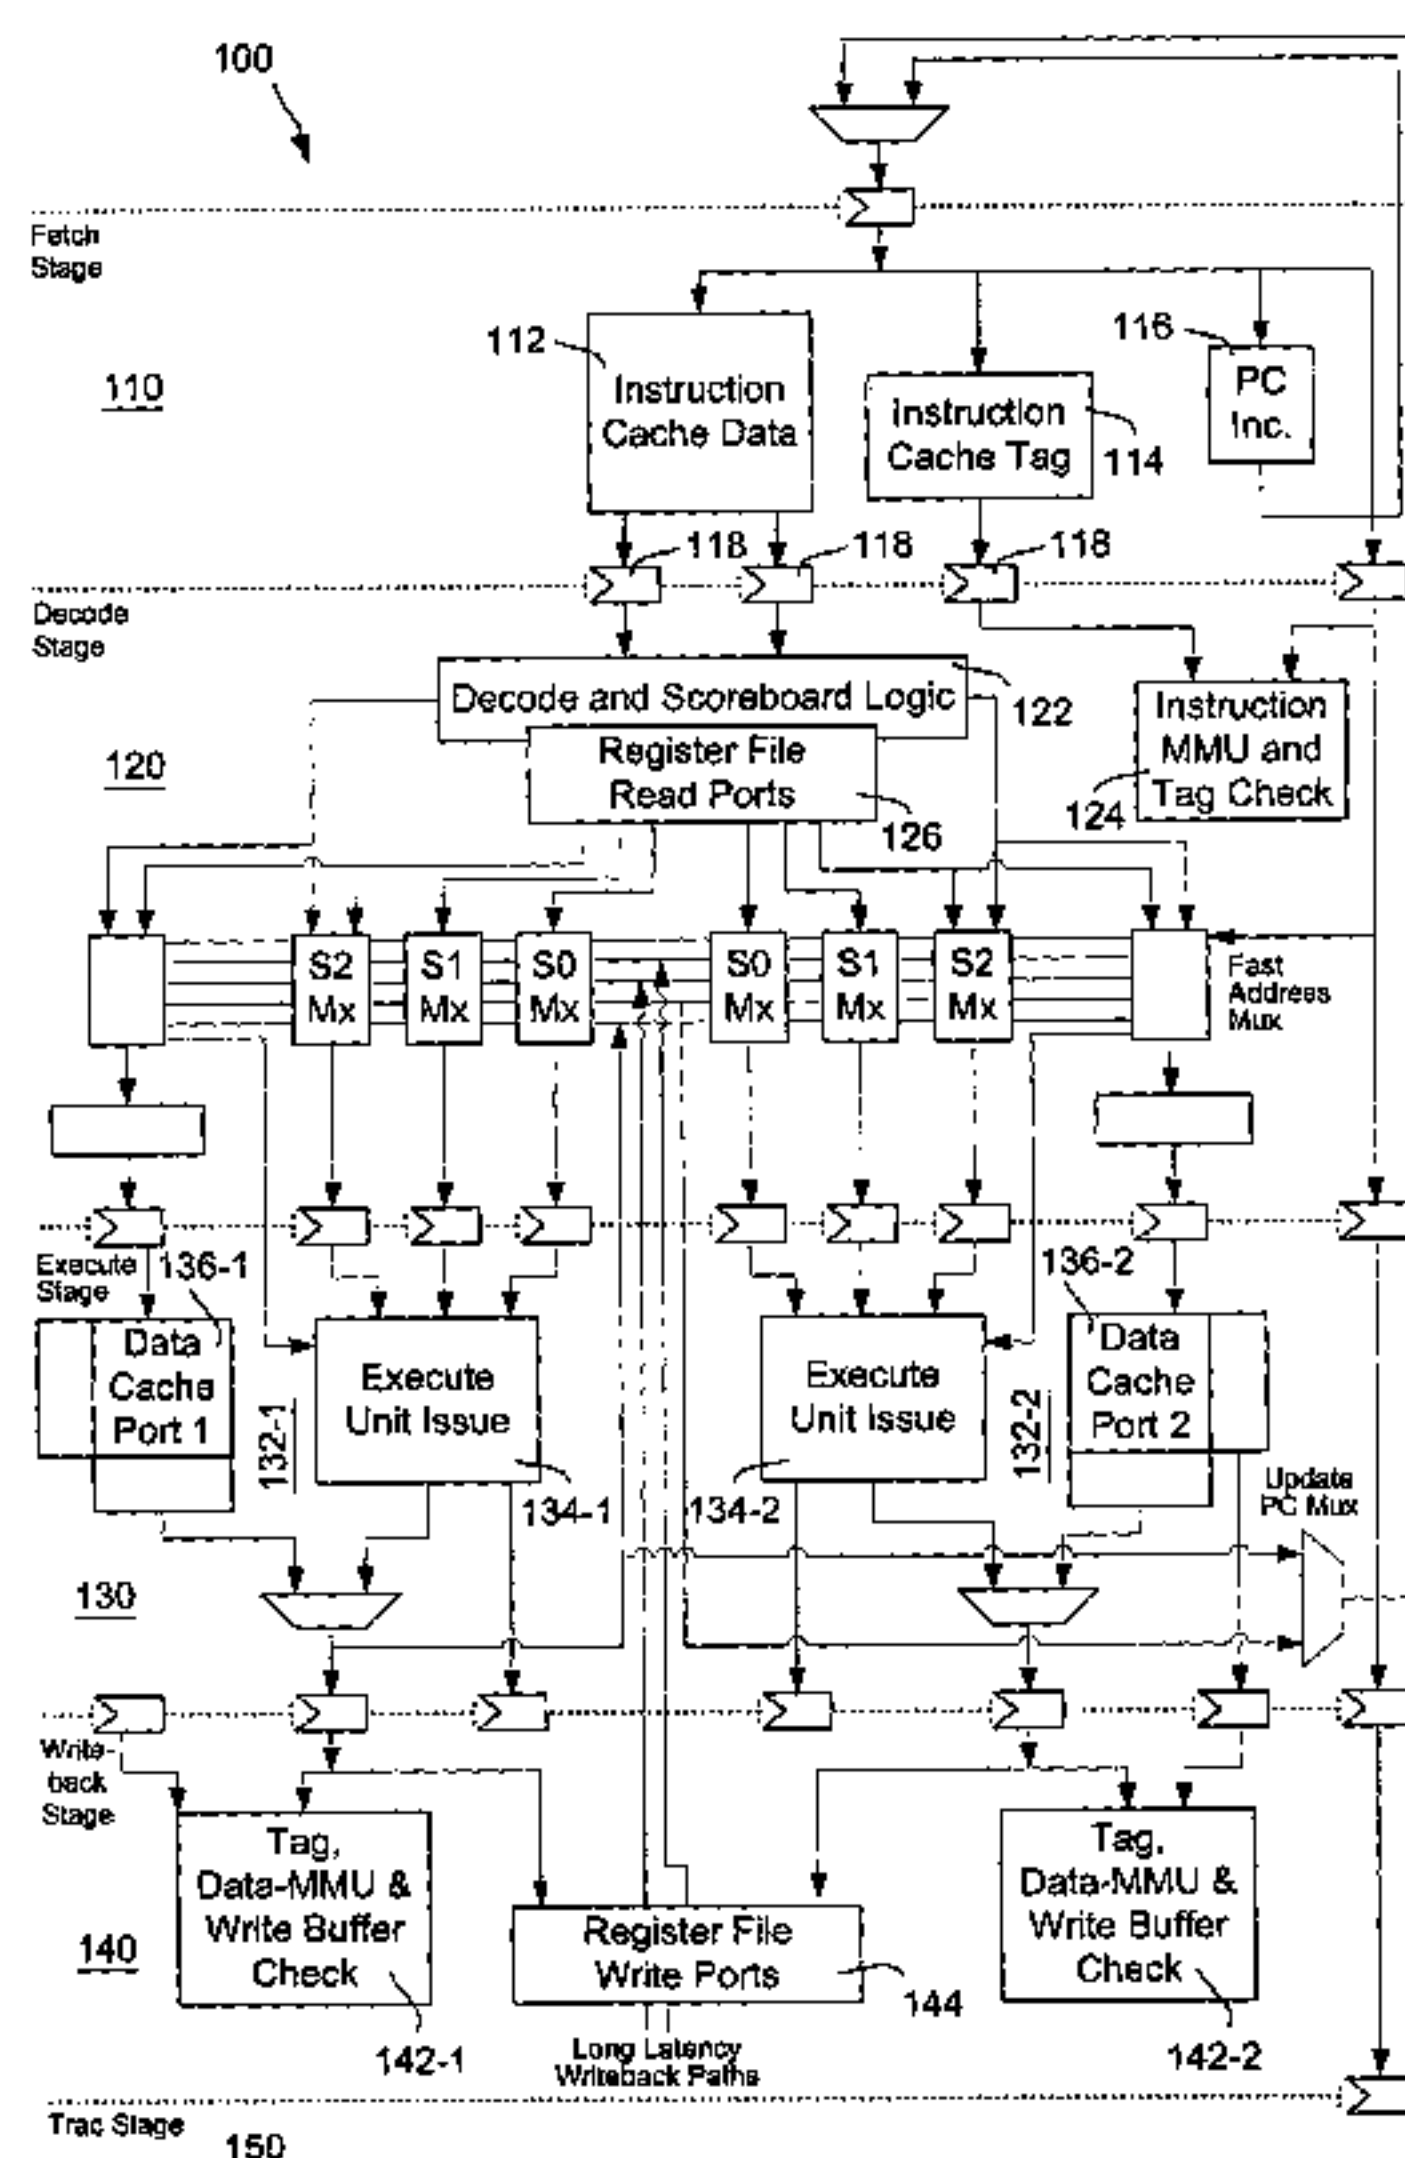 100
Fetch
Stage
112
116
110
Instruction
Cache Data
Instruction
Cache Tag
114
PC
Inc.
118
118
118
Decode
Stage
Decode and Scoreboard Logic
122
Register File
Read Ports
126
120
Instruction
MMU and
Tag Check
124
S2
Mx
S1
Mx
S0
Mx
S0
Mx
S1
Mx
S2
Mx
Fast
Address
Mux
Execute
Stage
136-1
136-2
Data
Cache
Port 1
132-1
Execute
Unit Issue
134-1
Execute
Unit Issue
134-2
132-2
Data
Cache
Port 2
Update
PC Mux
130
Write-
back
Stage
Tag,
Data-MMU &
Write Buffer
Check
142-1
140
Register File
Write Ports
144
Tag,
Data-MMU &
Write Buffer
Check
142-2
Long Latency
Writeback Paths
Trac Stage
150